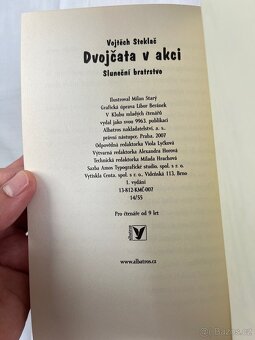 Vojtěch Steklač
Dvojčata v akci
Sluneční bratrstvo
Ilustroval Milan Starý
Grafická úprava Libor Beránek
V Klubu mladých čtenářů
vydal jako svou 9963. publikaci
Albatros nakladatelství, a. s.
právní nástupce, Praha, 2007
Odpovědná redaktorka Viola Lyčková
Výtvarná redaktorka Alexandra Horová
Technická redaktorka Milada Hrachová
Sazba Amos Typografické studio, spol. s r. o.
Vytiskla Centa, spol. s r. o., Vídeňská 113, Brno
1. vydání
13-812-KMČ-007
14/55
Pro čtenáře od 9 let
www.albatros.cz